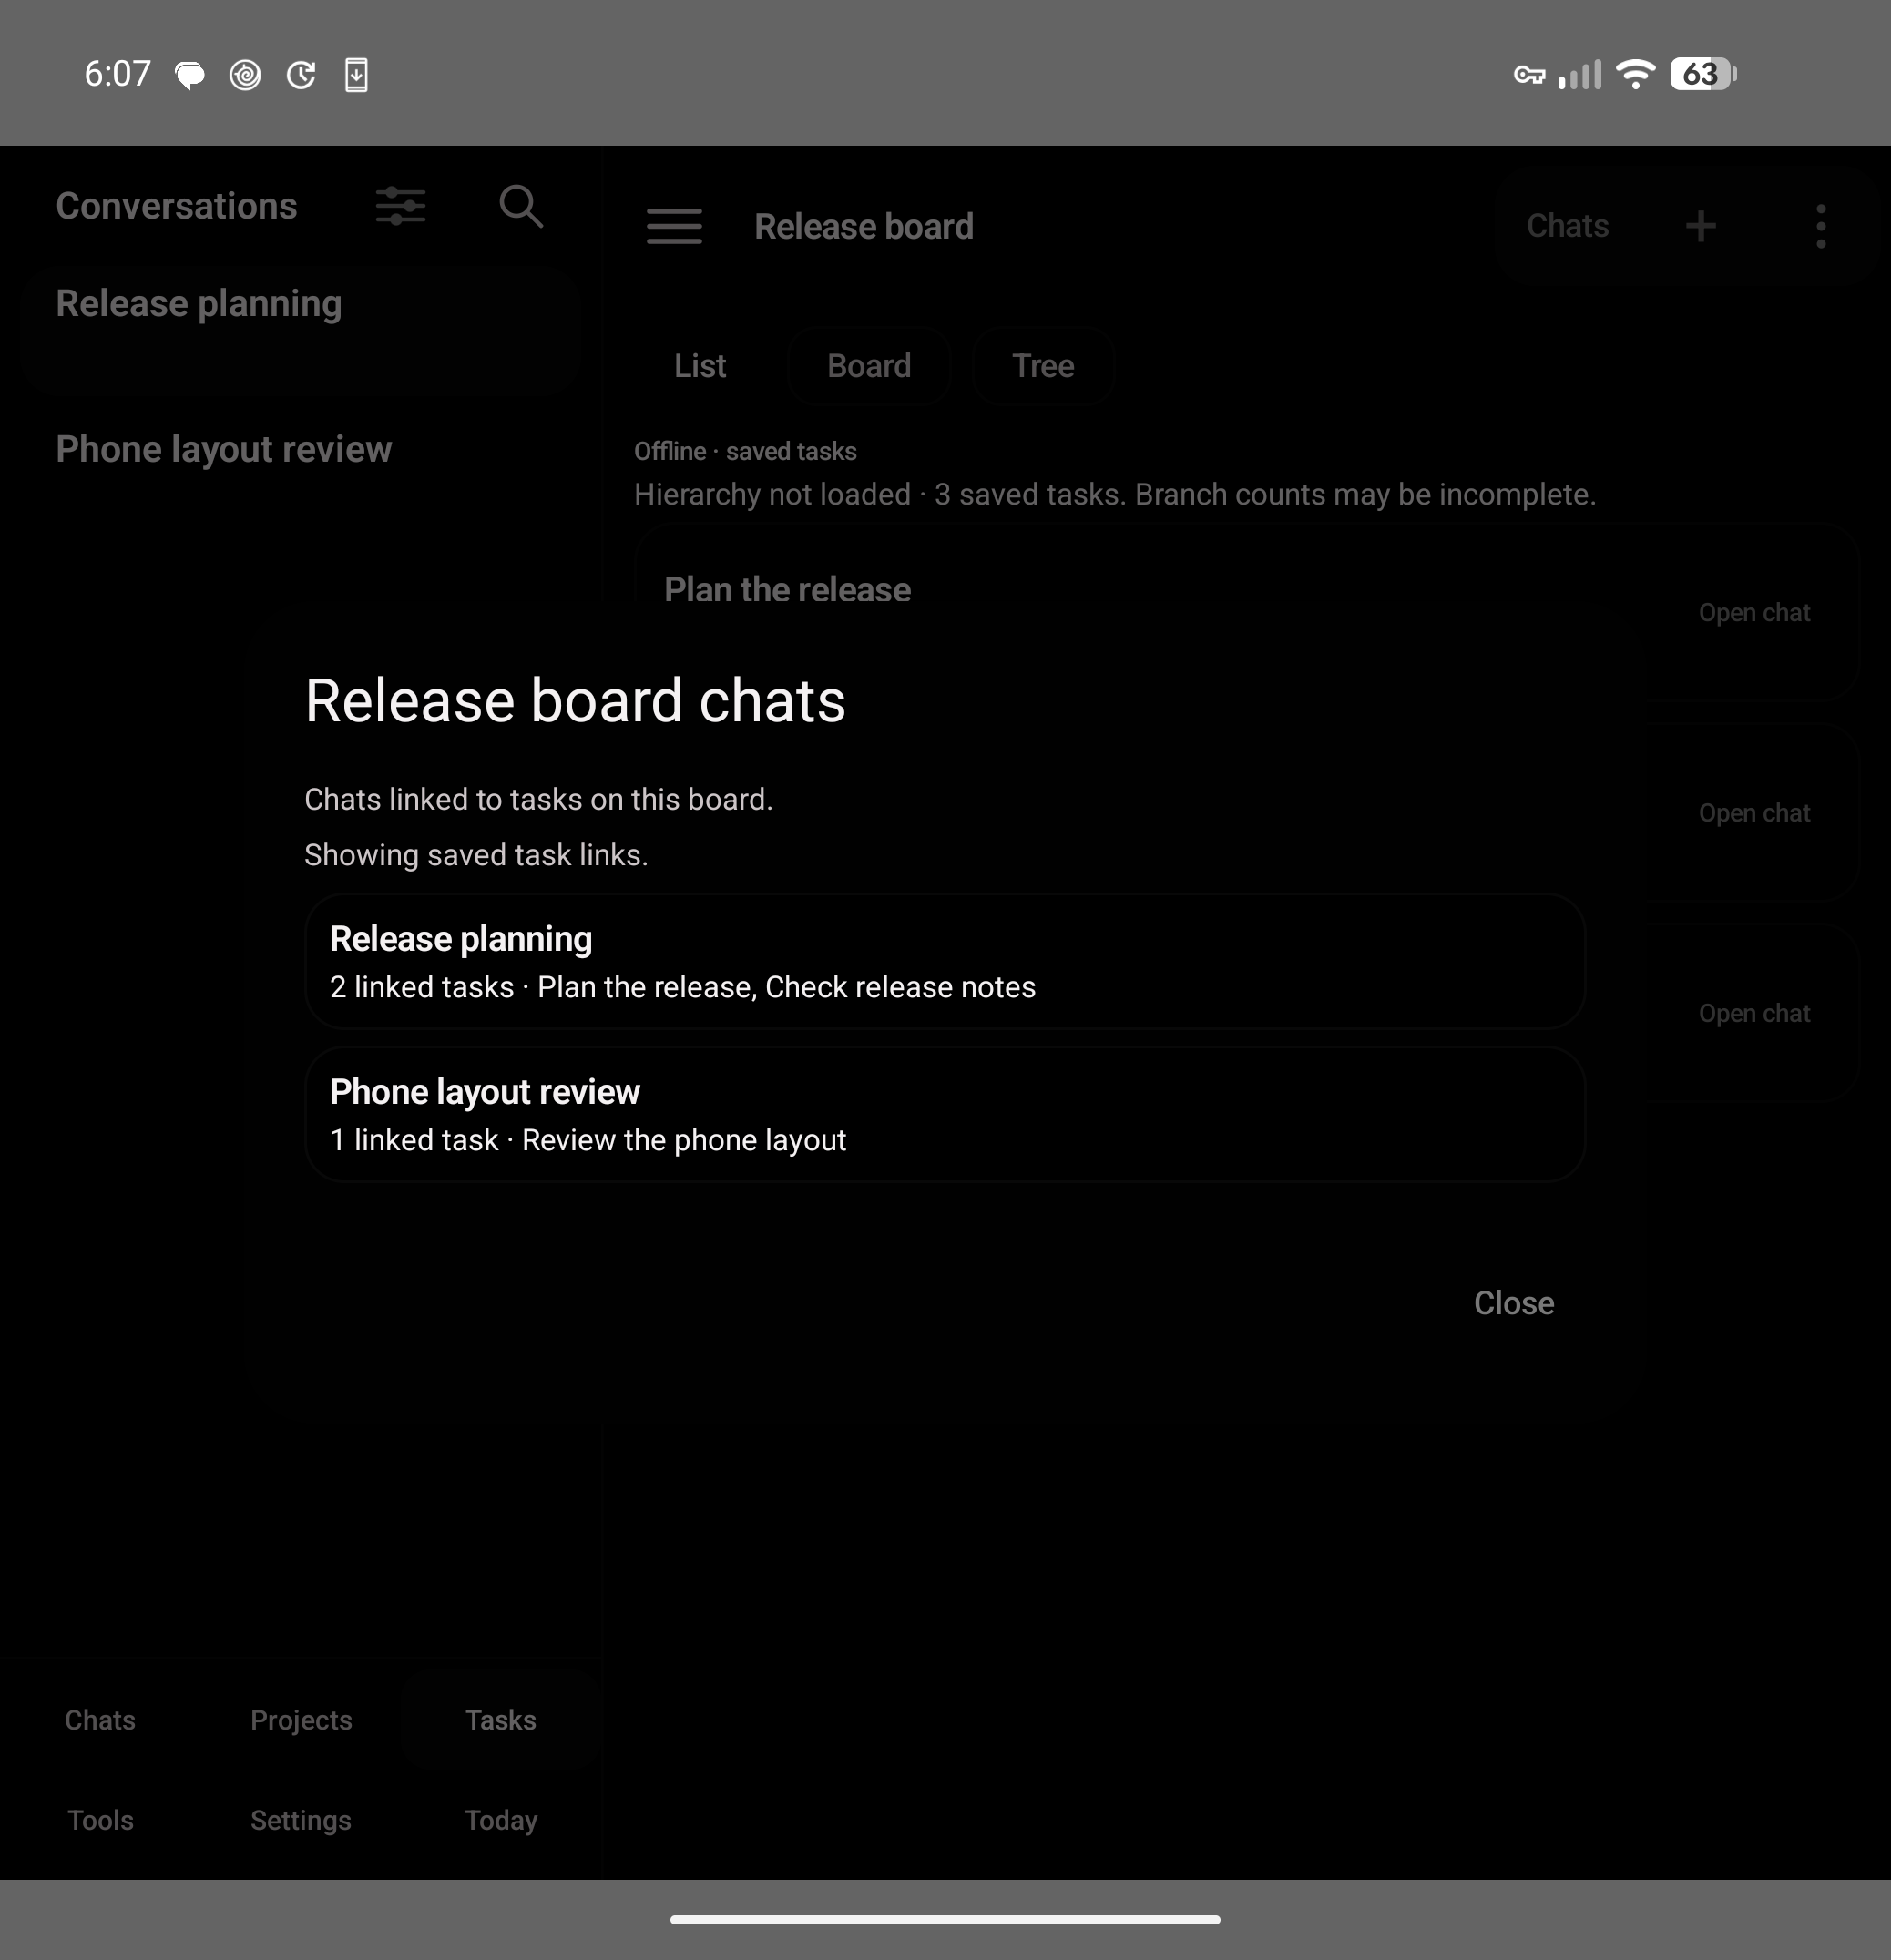 6:07
63
Conversations
Release planning
Phone layout review
Release board
Chats
List
Board
Tree
Offline · saved tasks
Hierarchy not loaded · 3 saved tasks. Branch counts may be incomplete.
Plan the release
Open chat
Open chat
Open chat
Release board chats
Chats linked to tasks on this board.
Showing saved task links.
Release planning
2 linked tasks · Plan the release, Check release notes
Phone layout review
1 linked task · Review the phone layout
Close
Chats
Projects
Tasks
Tools
Settings
Today